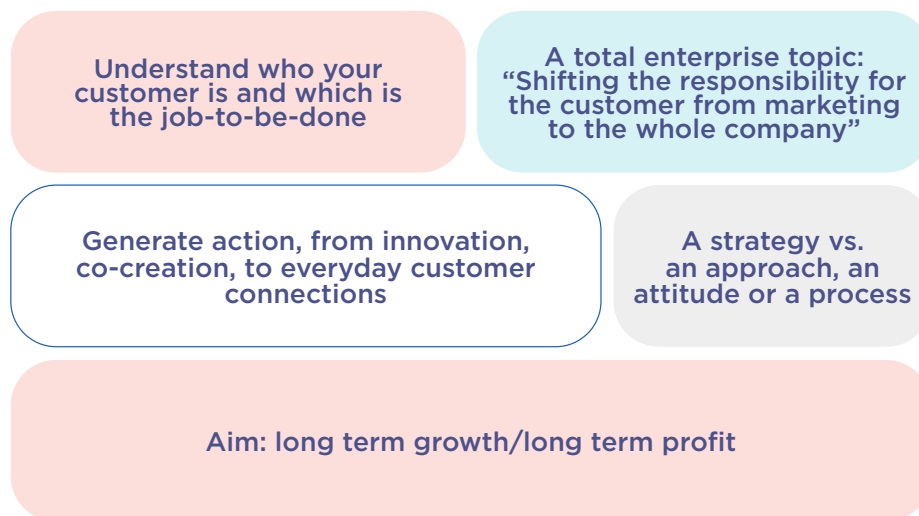 Understand who your
customer is and which is
the job-to-be-done
A total enterprise topic:
“Shifting the responsibility for
the customer from marketing
to the whole company”
Generate action, from innovation,
co-creation, to everyday customer
connections
A strategy vs.
an approach, an
attitude or a process
Aim: long term growth/long term profit